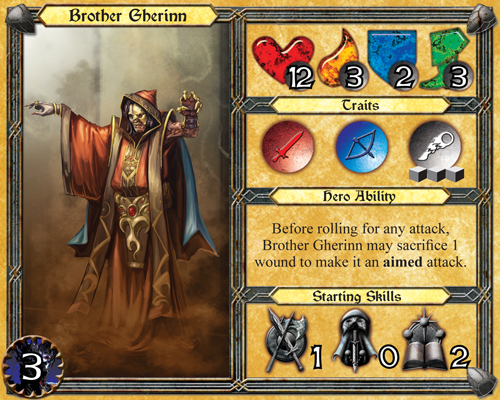 Brother Gherinn
12 3 2 3
Traits
Hero Ability
Before rolling for any attack,
Brother Gherinn may sacrifice 1
wound to make it an aimed attack.
Starting Skills
1 0 2
3